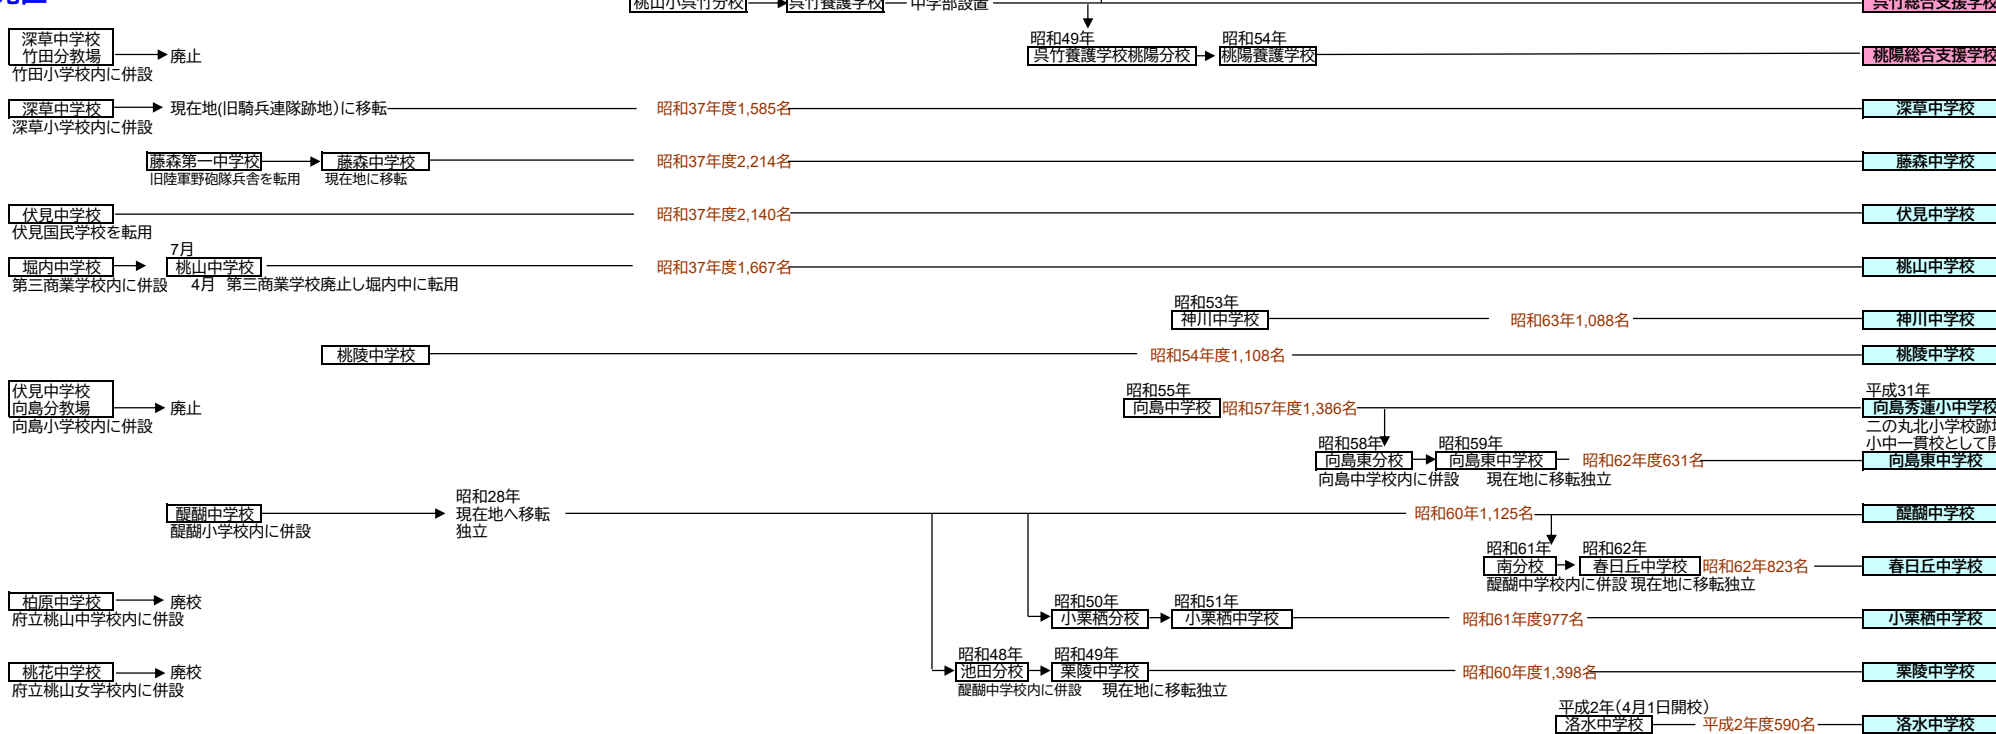 桃山小呉竹分校 呉竹養護学校 中学部設置 呉竹総合支援学校
深草中学校 昭和49年 昭和54年
竹田分教場 廃止 呉竹養護学校桃陽分校 桃陽養護学校 桃陽総合支援学校
竹田小学校内に併設
深草中学校 現在地(旧騎兵連隊跡地)に移転 昭和37年度1,585名 深草中学校
深草小学校内に併設
藤森第一中学校 藤森中学校 昭和37年度2,214名 藤森中学校
旧陸軍野砲隊兵舎を転用 現在地に移転
伏見中学校 昭和37年度2,140名 伏見中学校
伏見国民学校を転用
7月
堀内中学校 桃山中学校 昭和37年度1,667名 桃山中学校
第三商業学校内に併設 4月 第三商業学校廃止し堀内中に転用
昭和53年
神川中学校 昭和63年1,088名 神川中学校
桃陵中学校 昭和54年度1,108名 桃陵中学校
伏見中学校 昭和55年 平成31年
向島分教場 廃止 向島中学校 昭和57年度1,386名 向島秀蓮小中学校
向島小学校内に併設 二の丸北小学校跡地
昭和58年 昭和59年 小中一貫校として開
向島東分校 向島東中学校 昭和62年度631名 向島東中学校
向島中学校内に併設 現在地に移転独立
昭和28年
醍醐中学校 現在地へ移転 昭和60年1,125名 醍醐中学校
醍醐小学校内に併設 独立
昭和61年 昭和62年
南分校 春日丘中学校 昭和62年823名 春日丘中学校
醍醐中学校内に併設 現在地に移転独立
柏原中学校 廃校 昭和50年 昭和51年
府立桃山中学校内に併設 小栗栖分校 小栗栖中学校 昭和61年度977名 小栗栖中学校
昭和48年 昭和49年
桃花中学校 廃校 池田分校 栗陵中学校 昭和60年度1,398名 栗陵中学校
府立桃山女学校内に併設 醍醐中学校内に併設 現在地に移転独立
平成2年(4月1日開校)
洛水中学校 平成2年度590名 洛水中学校